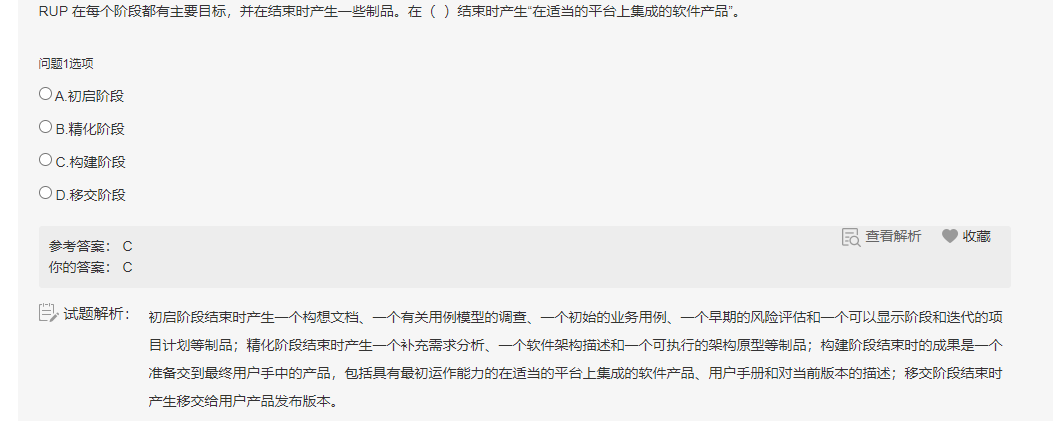 RUP 在每个阶段都有主要目标，并在结束时产生一些制品。在（ ）结束时产生“在适当的平台上集成的软件产品”。
问题1选项
A.初启阶段
B.精化阶段
C.构建阶段
D.移交阶段
参考答案： C
查看解析 收藏
你的答案： C
试题解析： 初启阶段结束时产生一个构想文档、一个有关用例模型的调查、一个初始的业务用例、一个早期的风险评估和一个可以显示阶段和迭代的项
目计划等制品；精化阶段结束时产生一个补充需求分析、一个软件架构描述和一个可执行的架构原型等制品；构建阶段结束时的成果是一个
准备交到最终用户手中的产品，包括具有最初运作能力的在适当的平台上集成的软件产品、用户手册和对当前版本的描述；移交阶段结束时
产生移交给用户产品发布版本。